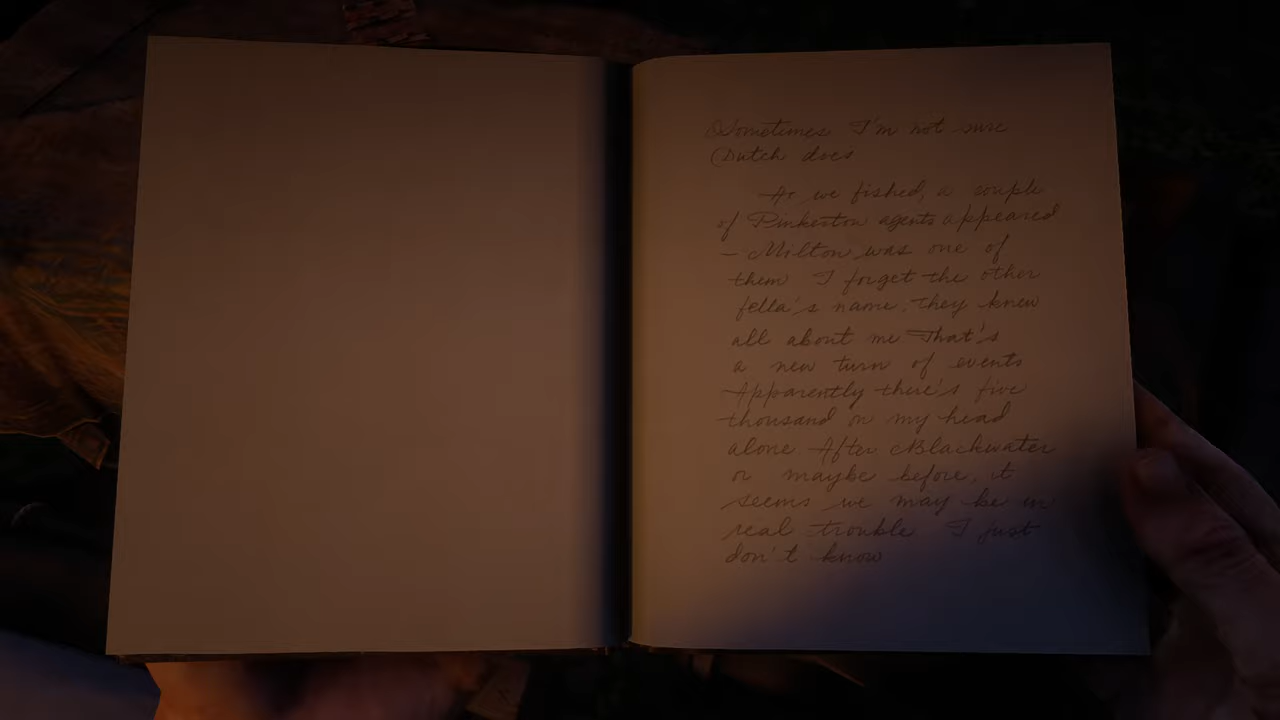 Sometimes I'm not sure
Dutch does
As we fished, a couple
of Pinkerton agents appeared
- Milton was one of
them I forget the other
fella's name. They knew
all about me That's
a new turn of events
Apparently there's five
thousand on my head
alone After Blackwater
or maybe before, it
seems we may be in
real trouble I just
don't know